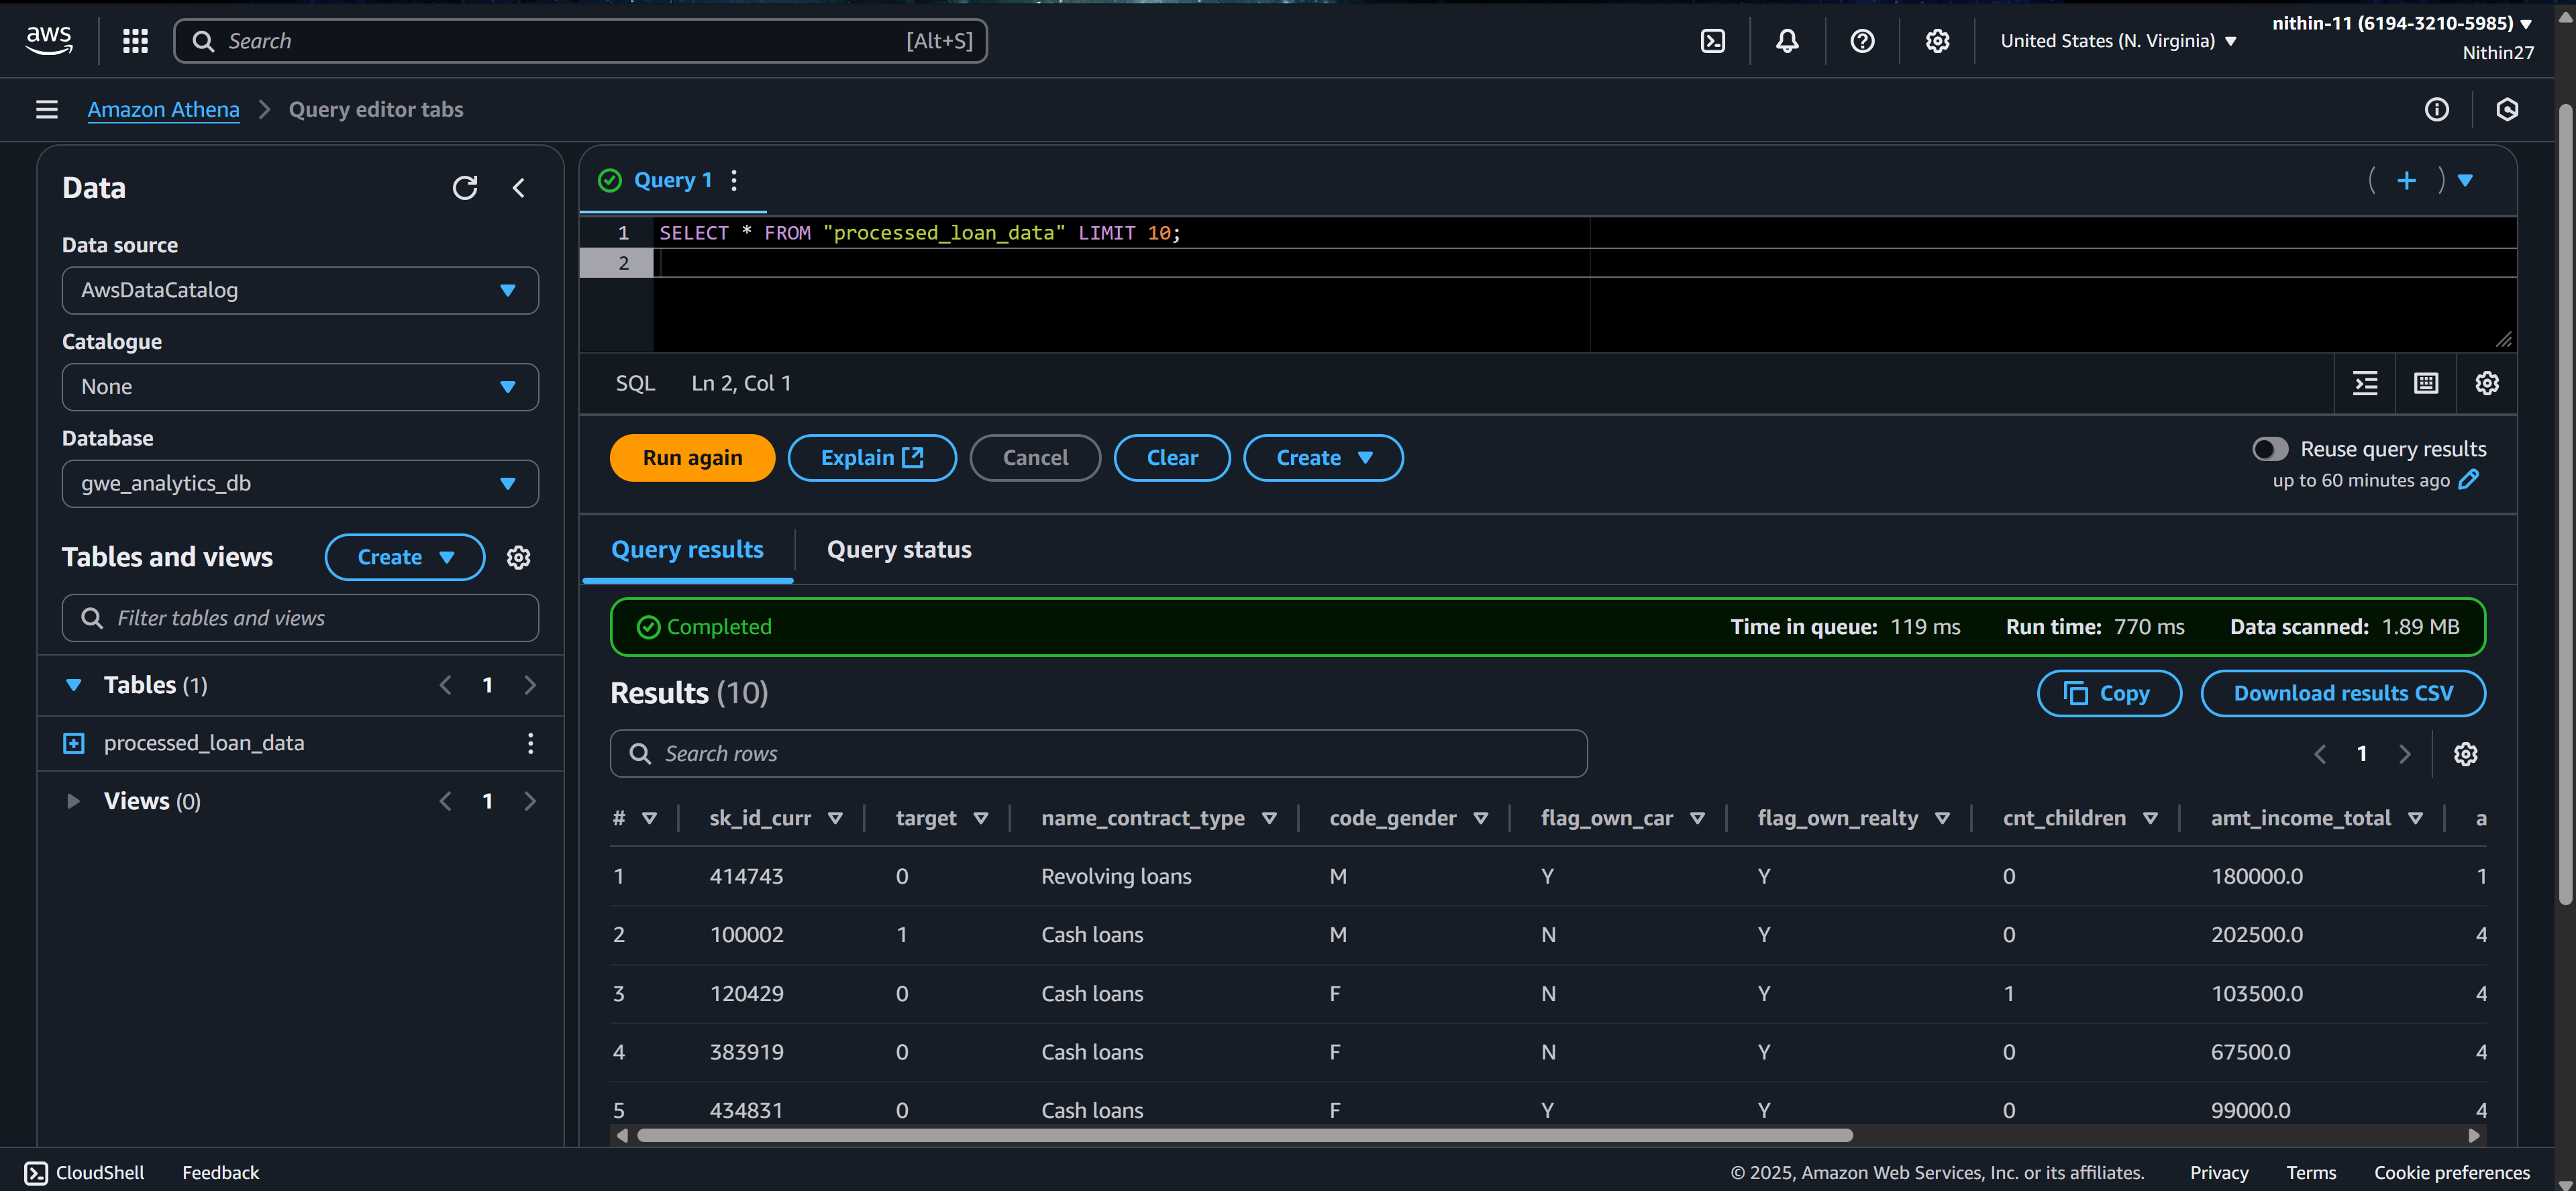 aws Search [Alt+S] United States (N. Virginia) nithin-11 (6194-3210-5985)
Nithin27
Amazon Athena Query editor tabs
Data
Data source
AwsDataCatalog
Catalogue
None
Database
gwe_analytics_db
Tables and views Create
Filter tables and views
Tables (1) 1
processed_loan_data
Views (0) 1
Query 1 ( + )
1 SELECT * FROM "processed_loan_data" LIMIT 10;
2
SQL Ln 2, Col 1
Run again Explain Cancel Clear Create Reuse query results
up to 60 minutes ago
Query results Query status
Completed Time in queue: 119 ms Run time: 770 ms Data scanned: 1.89 MB
Results (10) Copy Download results CSV
Search rows 1
# sk_id_curr target name_contract_type code_gender flag_own_car flag_own_realty cnt_children amt_income_total a
1 414743 0 Revolving loans M Y Y 0 180000.0 1
2 100002 1 Cash loans M N Y 0 202500.0 4
3 120429 0 Cash loans F N Y 1 103500.0 4
4 383919 0 Cash loans F N Y 0 67500.0 4
5 434831 0 Cash loans F Y Y 0 99000.0 4
CloudShell Feedback © 2025, Amazon Web Services, Inc. or its affiliates. Privacy Terms Cookie preferences